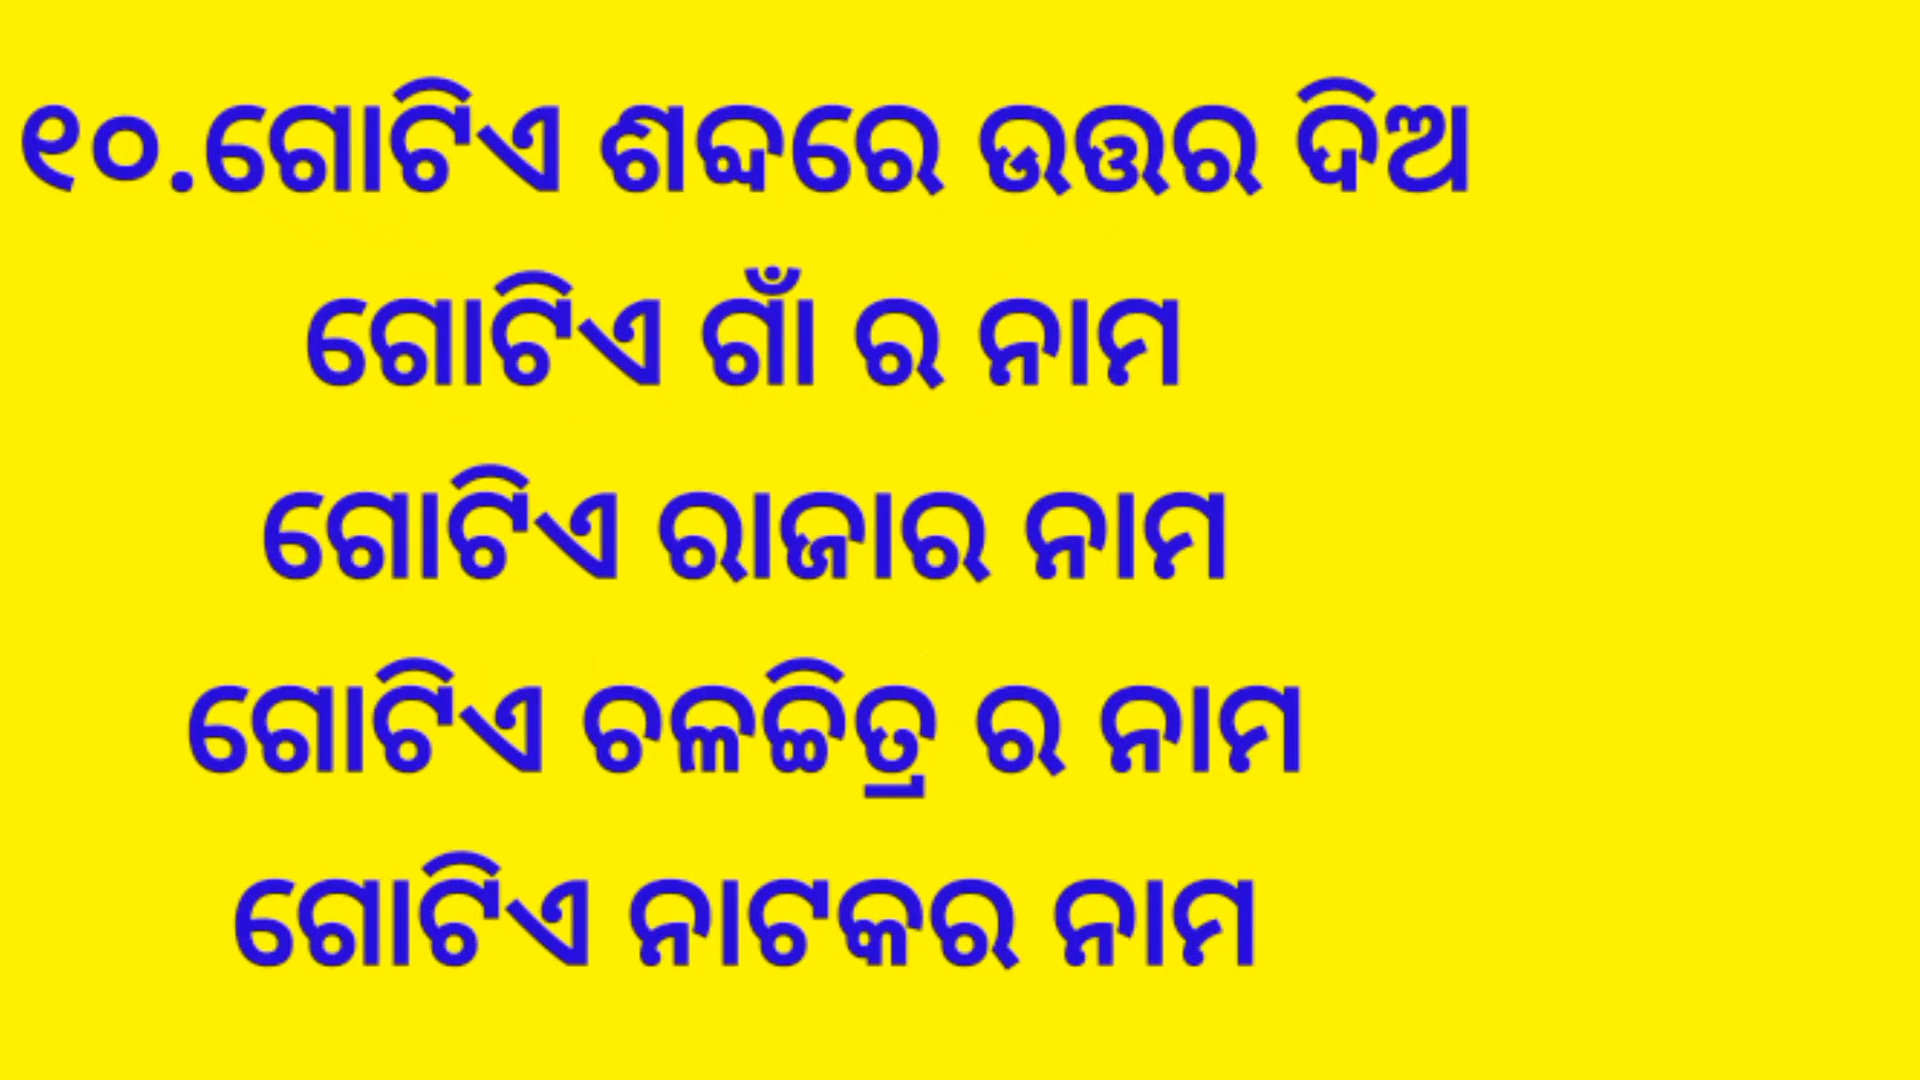 ୧୦.ଗୋଟିଏ ଶବ୍ଦରେ ଉତ୍ତର ଦିଅ
ଗୋଟିଏ ଗାଁ ର ନାମ
ଗୋଟିଏ ରାଜାର ନାମ
ଗୋଟିଏ ଚଳଚ୍ଚିତ୍ର ର ନାମ
ଗୋଟିଏ ନାଟକର ନାମ